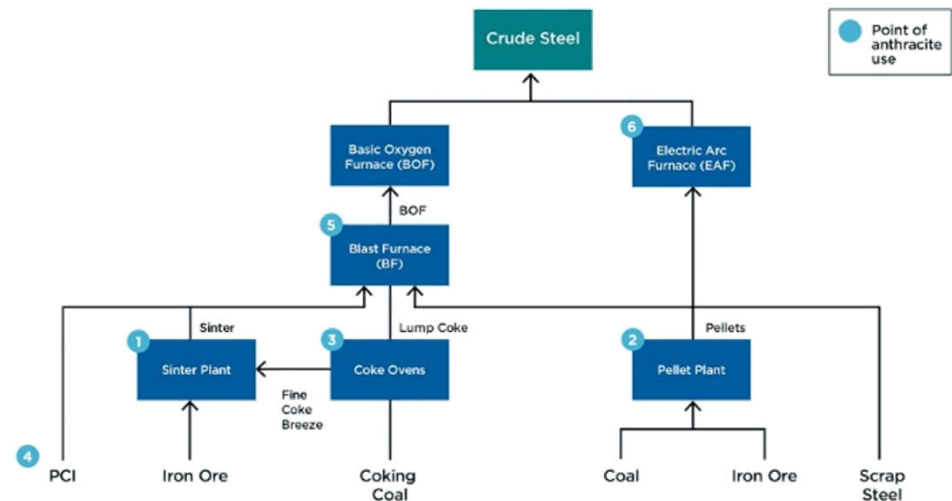 Crude Steel
Point of
anthracite
use
Basic Oxygen
Furnace (BOF)
6
Electric Arc
Furnace (EAF)
BOF
5
Blast Furnace
(BF)
Sinter
Lump Coke
Pellets
1
Sinter Plant
3
Coke Ovens
2
Pellet Plant
Fine
Coke
Breeze
4
PCI
Iron Ore
Coking
Coal
Coal
Iron Ore
Scrap
Steel